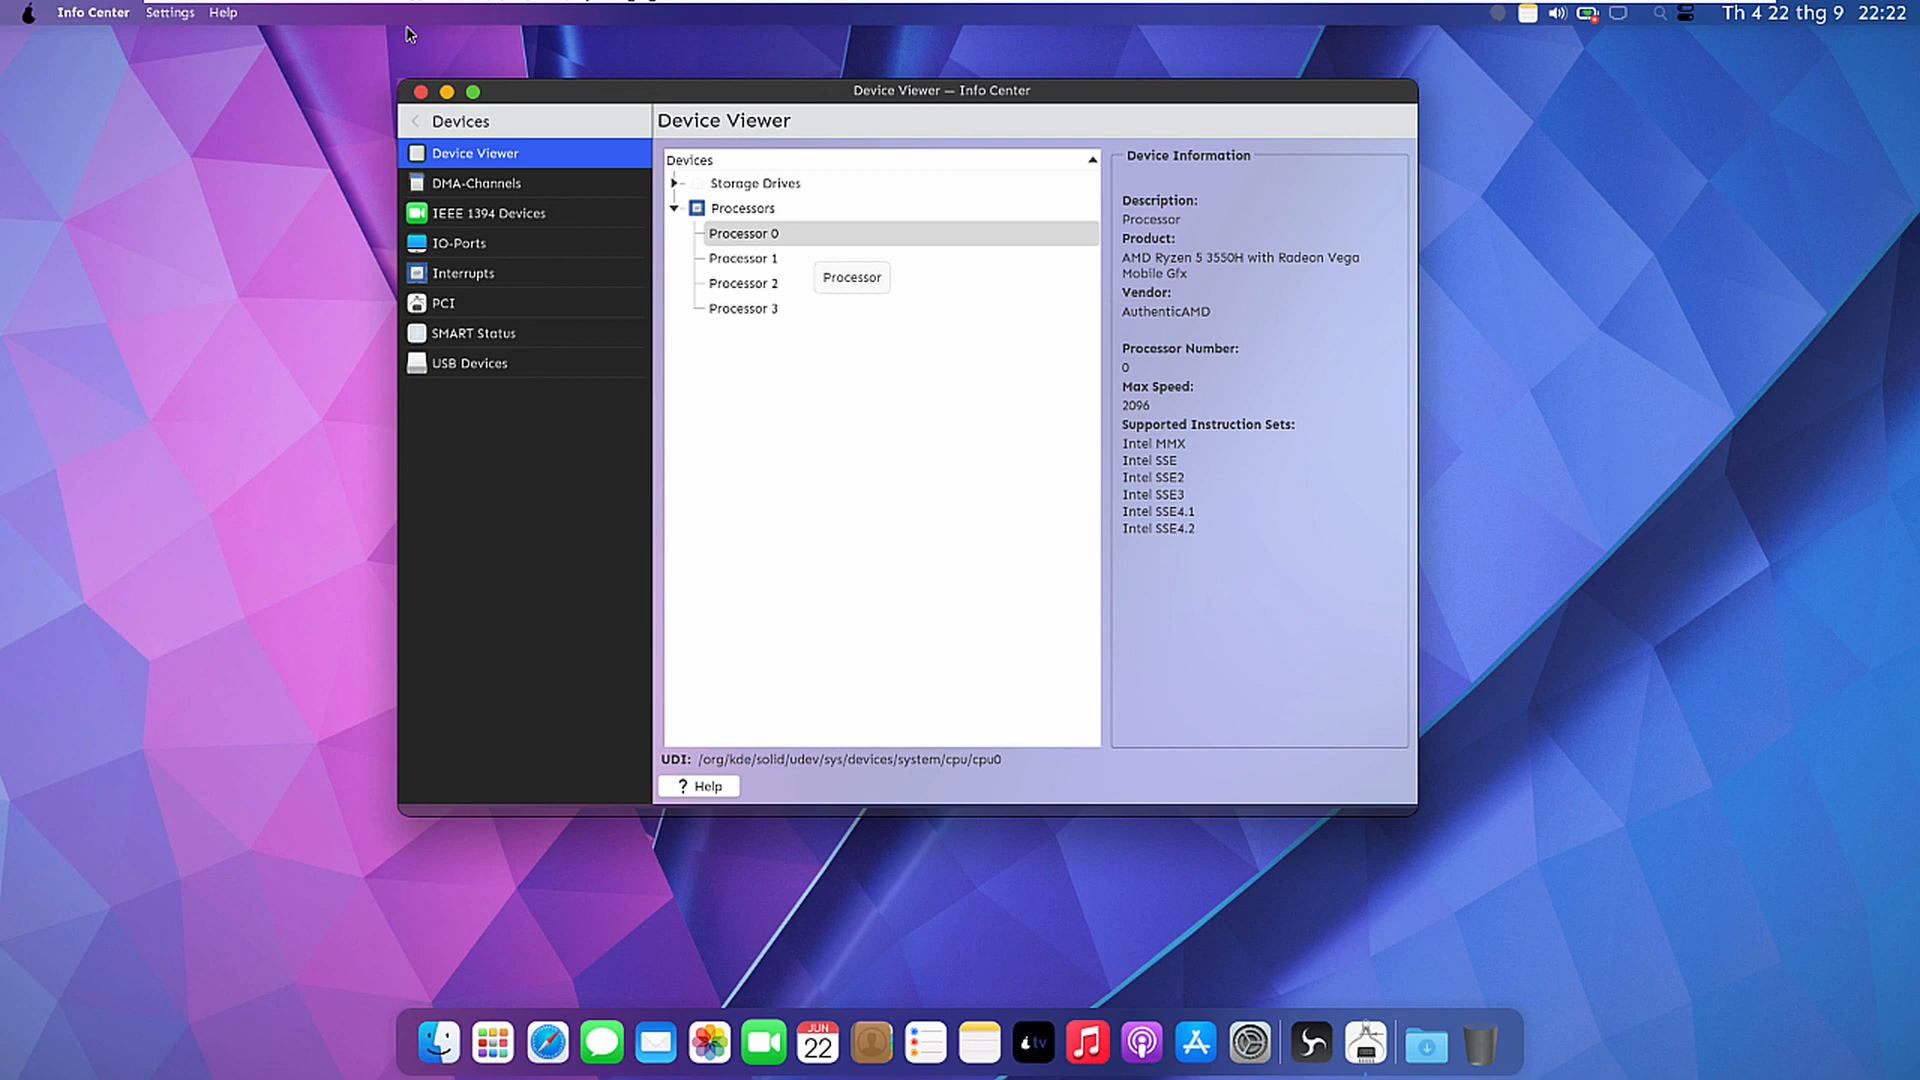 Info Center Settings Help
Th 4 22 thg 9 22:22
Device Viewer — Info Center
Devices
Device Viewer
DMA-Channels
IEEE 1394 Devices
IO-Ports
Interrupts
PCI
SMART Status
USB Devices
Device Viewer
Devices
Storage Drives
Processors
Processor 0
Processor 1
Processor 2
Processor 3
Processor
Device Information
Description:
Processor
Product:
AMD Ryzen 5 3550H with Radeon Vega
Mobile Gfx
Vendor:
AuthenticAMD
Processor Number:
0
Max Speed:
2096
Supported Instruction Sets:
Intel MMX
Intel SSE
Intel SSE2
Intel SSE3
Intel SSE4.1
Intel SSE4.2
UDI: /org/kde/solid/udev/sys/devices/system/cpu/cpu0
? Help
JUN
22
tv